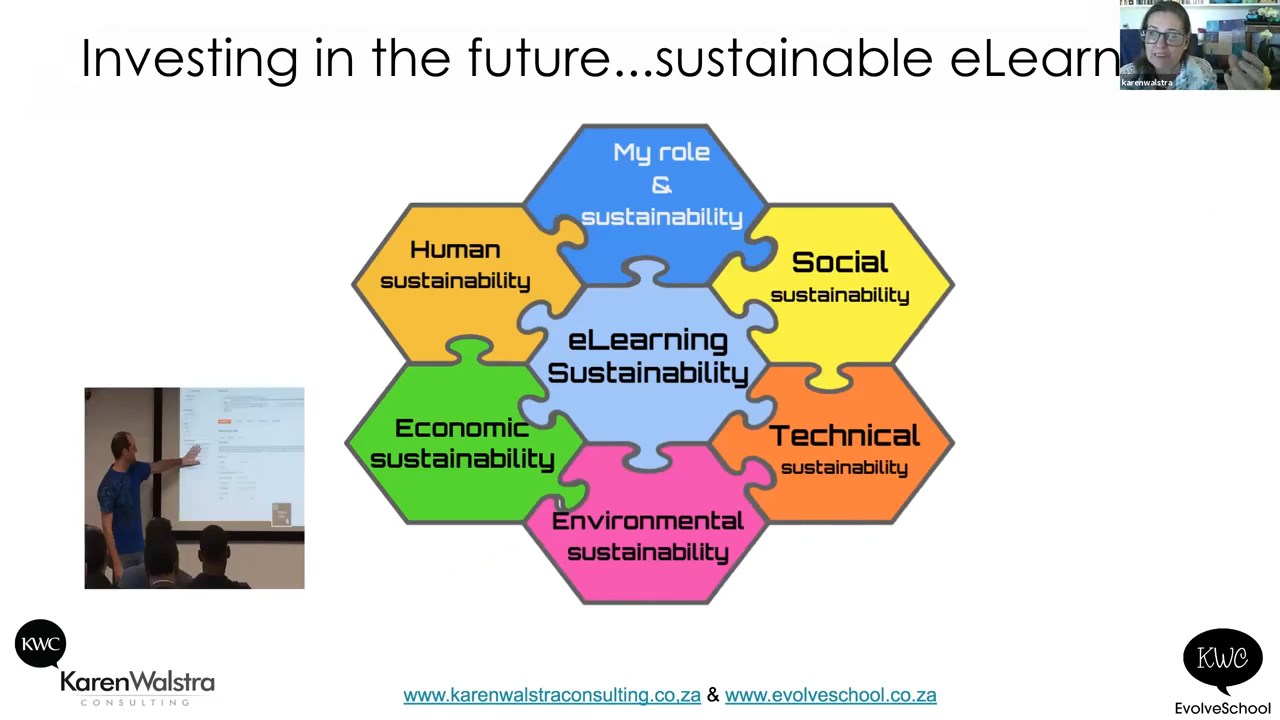 Investing in the future...sustainable eLearn
karenwalstra
My role
&
sustainability
Human
sustainability
Social
sustainability
eLearning
Sustainability
Economic
sustainability
Technical
sustainability
Environmental
sustainability
KWC
KarenWalstra
CONSULTING
www.karenwalstraconsulting.co,za & www.evolveschool.co.za
KWC
EvolveSchool